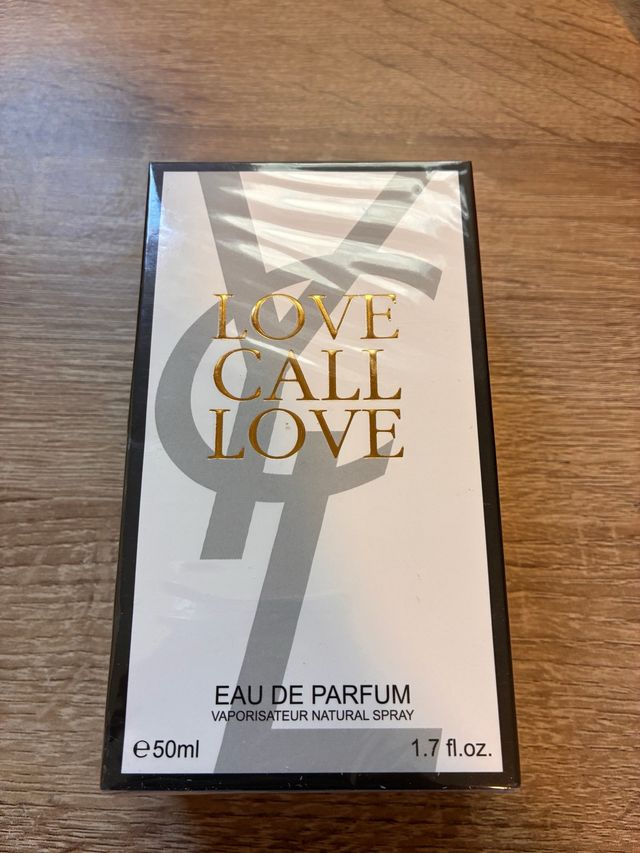 LOVE
CALL
LOVE
EAU DE PARFUM
VAPORISATEUR NATURAL SPRAY
℮50ml 1.7 fl.oz.